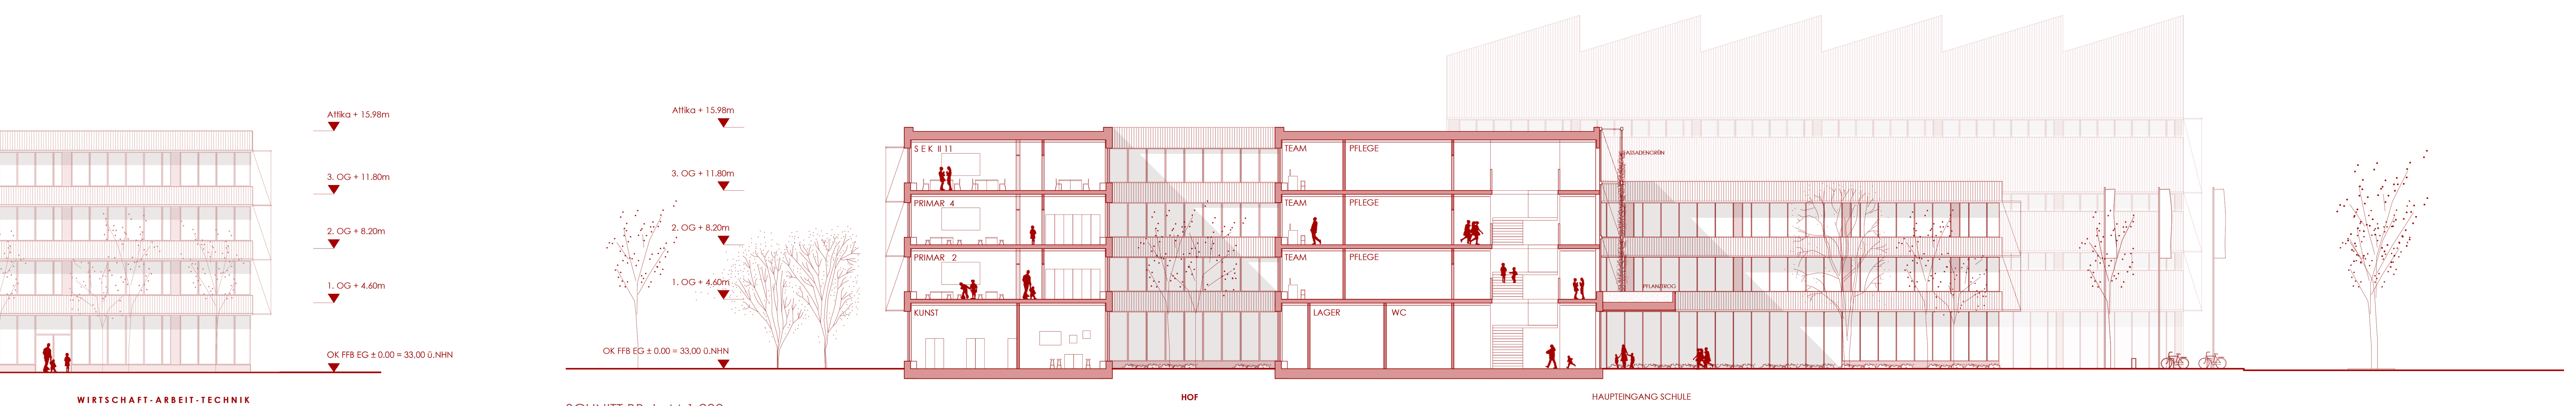 Attika + 15.98m
3. OG + 11.80m
2. OG + 8.20m
1. OG + 4.60m
OK FFB EG ± 0.00 = 33,00 ü.NHN
WIRTSCHAFT-ARBEIT-TECHNIK
Attika + 15.98m
3. OG + 11.80m
2. OG + 8.20m
1. OG + 4.60m
OK FFB EG ± 0.00 = 33,00 ü.NHN
SEK II 11
PRIMAR 4
PRIMAR 2
KUNST
HOF
TEAM PFLEGE
TEAM PFLEGE
TEAM PFLEGE
LAGER WC
FASSADENGRÜN
PFLANZTROG
HAUPTEINGANG SCHULE